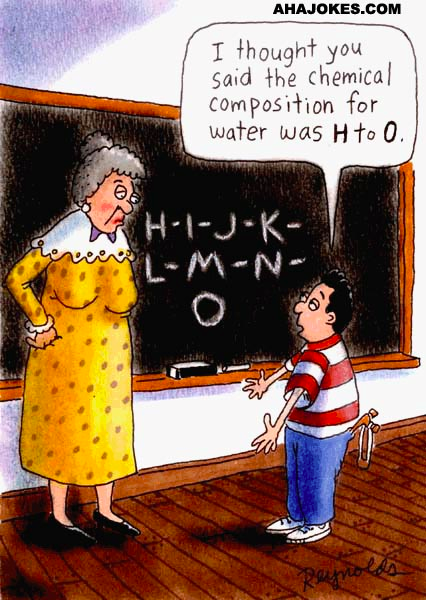 AHAJOKES.COM
I thought you
said the chemical
composition for
water was H to O.
H-I-J-K-
L-M-N-
O
Reynolds